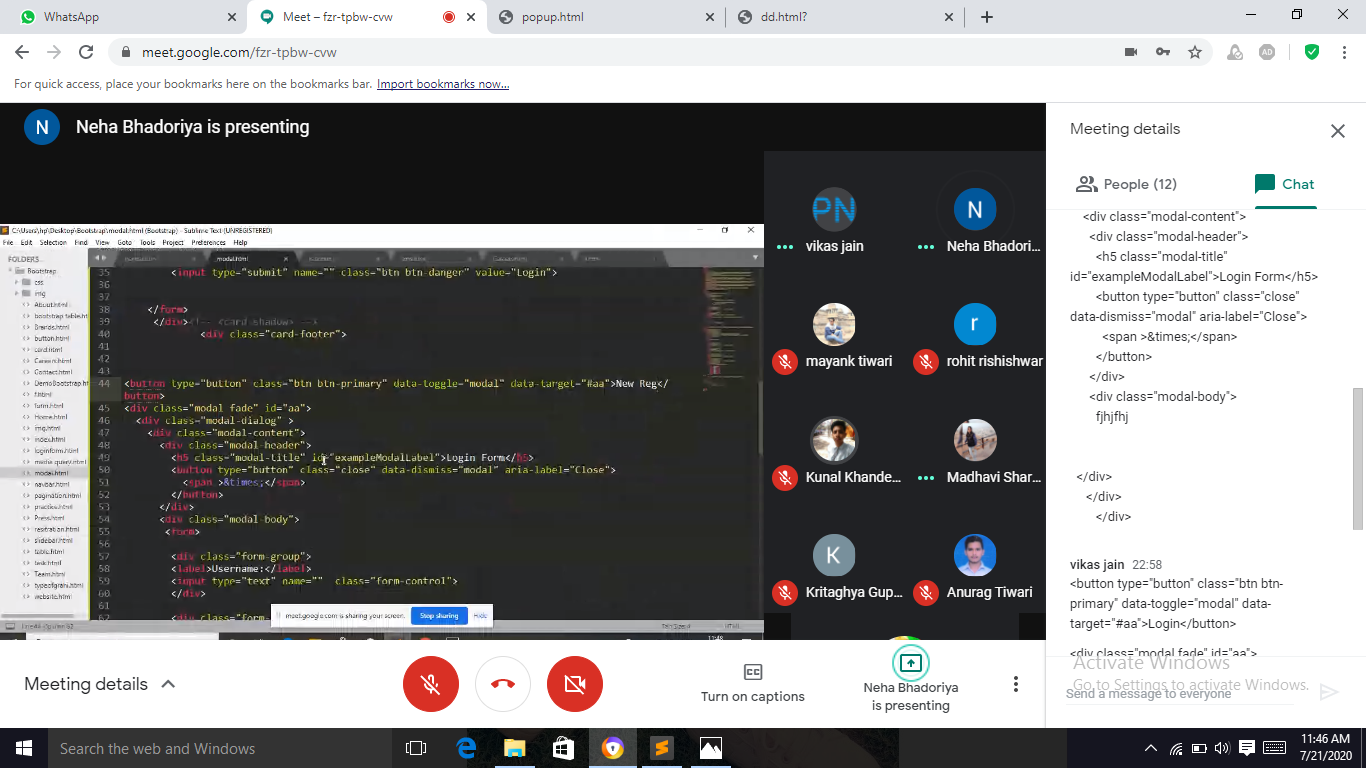 WhatsApp
Meet – fzr-tpbw-cvw
popup.html
dd.html?
meet.google.com/fzr-tpbw-cvw
AD
For quick access, place your bookmarks here on the bookmarks bar. Import bookmarks now...
N
Neha Bhadoriya is presenting
C:\Users\hp\Desktop\Bootstrap\modal.html (Bootstrap) - Sublime Text (UNREGISTERED)
File Edit Selection Find View Goto Tools Project Preferences Help
FOLDERS
modal.html
Bootstrap
css
img
About.html
bootstrap table.ht
Brands.html
button.html
card.html
Careers.html
Contact.html
DemoBootstrap.h
f.html
form.html
Home.html
img.html
index.html
loginform.html
media query.html
modal.html
navbar.html
pagination.html
practice.html
Press.html
slidebar.html
table.html
task.html
Team.html
website.html
35 <input type="submit" name="" class="btn btn-danger" value="Login">
36
37
38 </form>
39 </div><!-- <card shadow> -->
40 <div class="card-footer">
41
42
43
44 <button type="button" class="btn btn-primary" data-toggle="modal" data-target="#aa">New Reg</
button>
45 <div class="modal fade" id="aa">
46 <div class="modal-dialog" >
47 <div class="modal-content">
48 <div class="modal-header">
49 <h5 class="modal-title" id="exampleModalLabel">Login Form</h5>
50 <button type="button" class="close" data-dismiss="modal" aria-label="Close">
51 <span >&times;</span>
52 </button>
53 </div>
54 <div class="modal-body">
55 <form>
56
57 <div class="form-group">
58 <label>Username:</label>
59 <input type="text" name="" class="form-control">
60 </div>
61
62
meet.google.com is sharing your screen. Stop sharing Hide
Tab Size: 4 HTML
11:48
PN
vikas jain
N
Neha Bhadori...
mayank tiwari
r
rohit rishishwar
Kunal Khande...
Madhavi Shar...
K
Kritaghya Gup...
Anurag Tiwari
Meeting details
People (12)
Chat
<div class="modal-content">
<div class="modal-header">
<h5 class="modal-title"
id="exampleModalLabel">Login Form</h5>
<button type="button" class="close"
data-dismiss="modal" aria-label="Close">
<span >&times;</span>
</button>
</div>
<div class="modal-body">
fjhjfhj
</div>
</div>
</div>
vikas jain 22:58
<button type="button" class="btn btn-
primary" data-toggle="modal" data-
target="#aa">Login</button>
<div class="modal fade" id="aa">
Activate Windows
Go to Settings to activate Windows.
Send a message to everyone
Meeting details
Turn on captions
Neha Bhadoriya
is presenting
Search the web and Windows
11:46 AM
7/21/2020